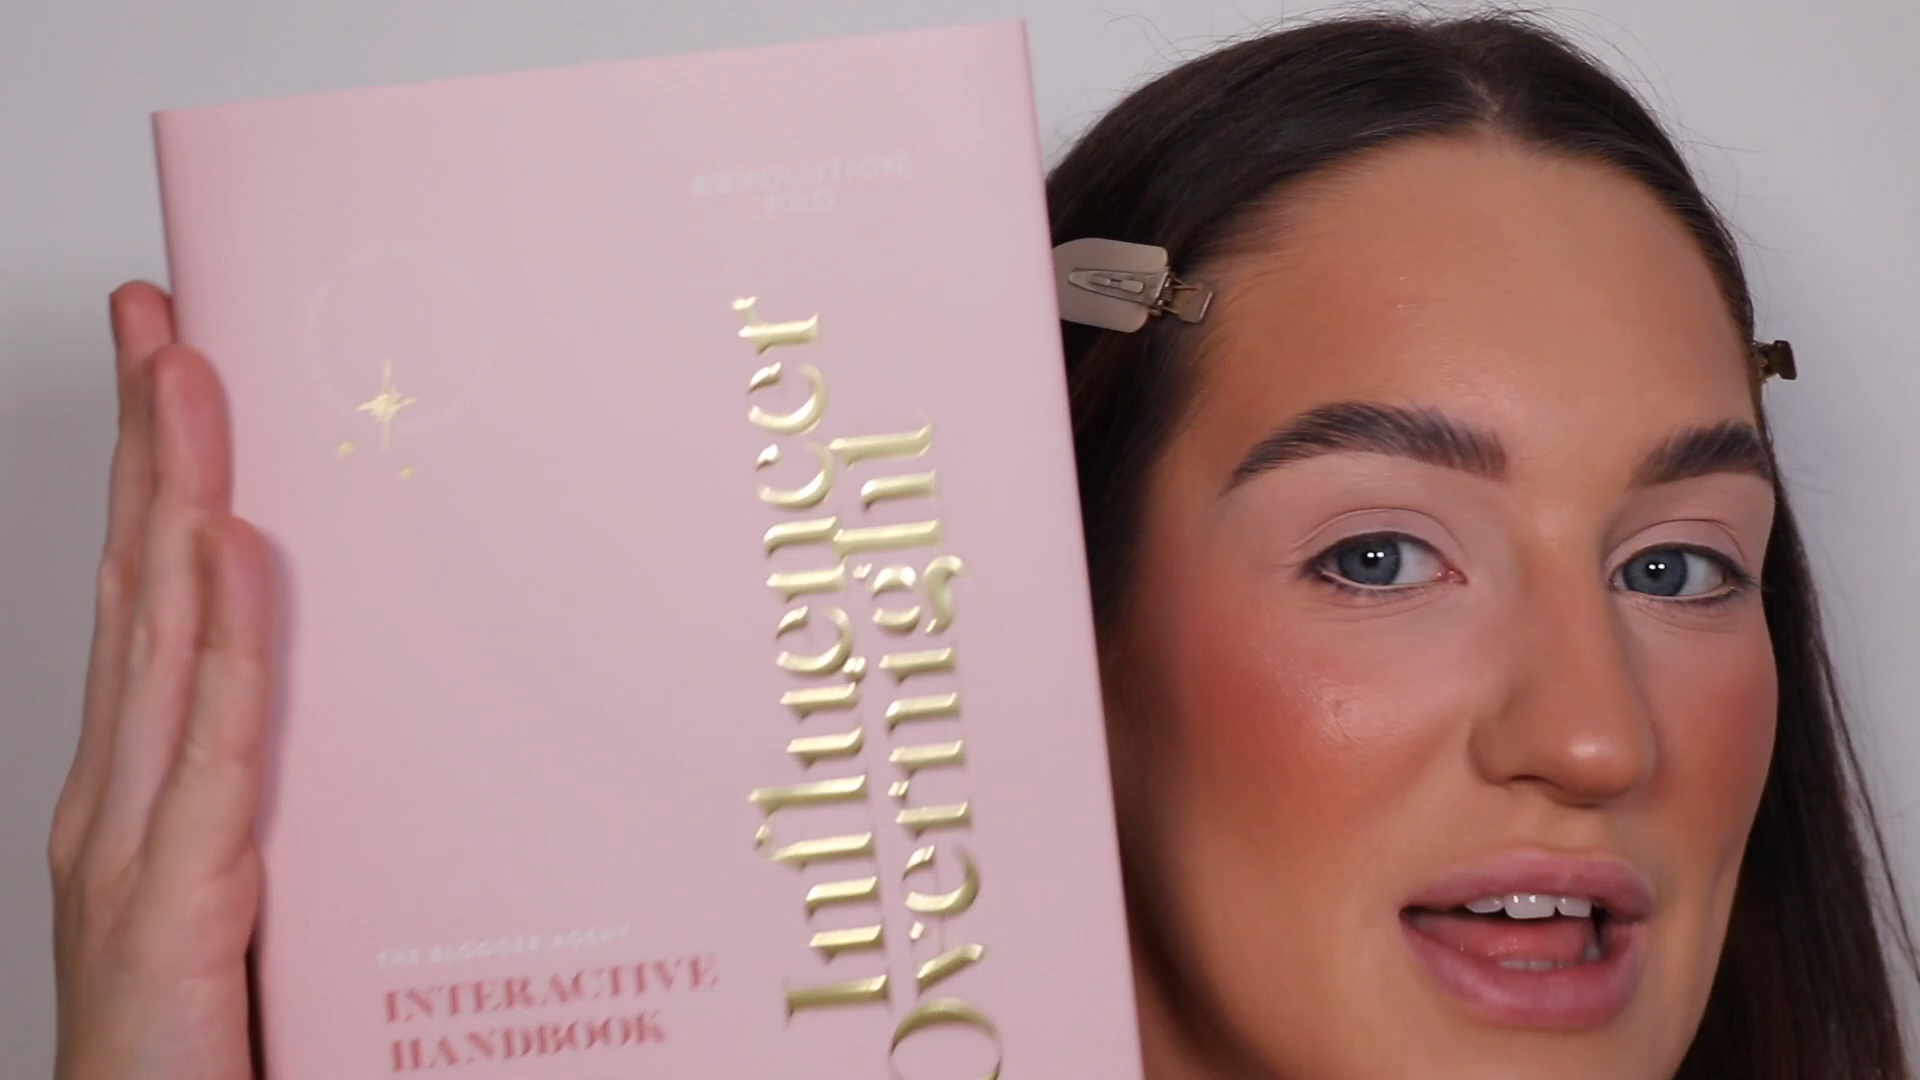 REVOLUTION
PRO
Influencer
Overnight
THE BLOGGER AGENT
INTERACTIVE
HANDBOOK